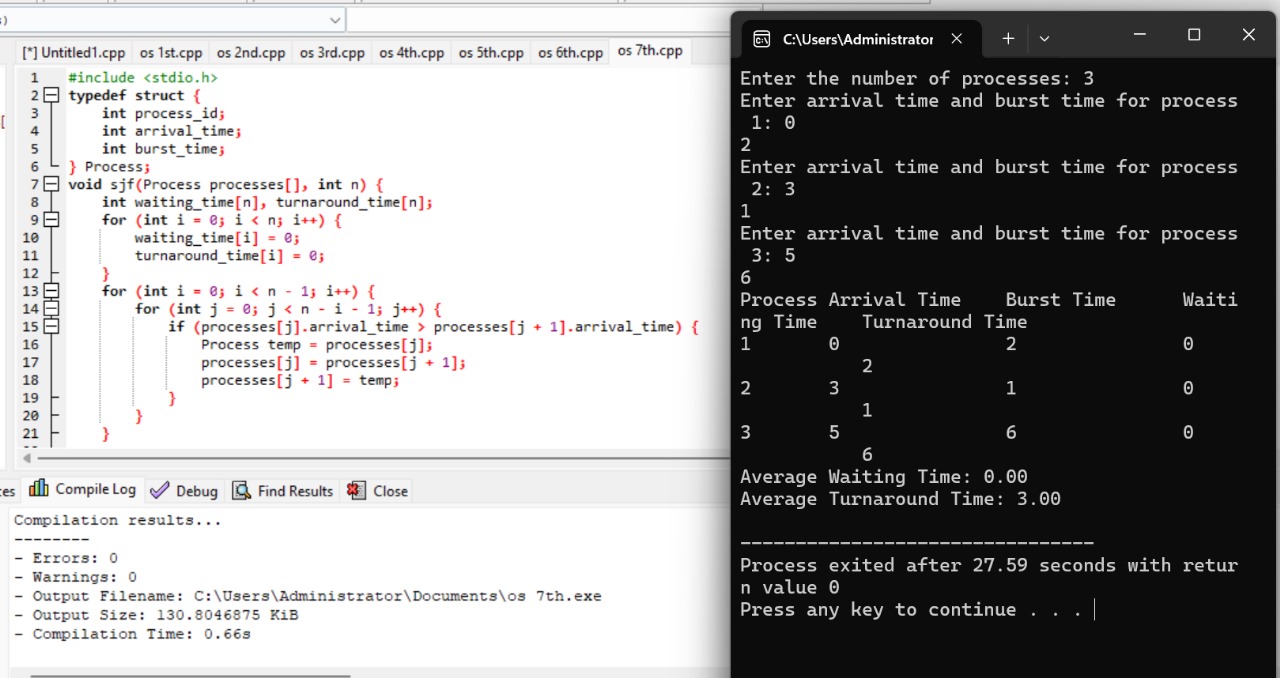 s)
[*] Untitled1.cpp os 1st.cpp os 2nd.cpp os 3rd.cpp os 4th.cpp os 5th.cpp os 6th.cpp os 7th.cpp
1 #include <stdio.h>
2 typedef struct {
3 int process_id;
4 int arrival_time;
5 int burst_time;
6 } Process;
7 void sjf(Process processes[], int n) {
8 int waiting_time[n], turnaround_time[n];
9 for (int i = 0; i < n; i++) {
10 waiting_time[i] = 0;
11 turnaround_time[i] = 0;
12 }
13 for (int i = 0; i < n - 1; i++) {
14 for (int j = 0; j < n - i - 1; j++) {
15 if (processes[j].arrival_time > processes[j + 1].arrival_time) {
16 Process temp = processes[j];
17 processes[j] = processes[j + 1];
18 processes[j + 1] = temp;
19 }
20 }
21 }
es Compile Log Debug Find Results Close
Compilation results...
--------
- Errors: 0
- Warnings: 0
- Output Filename: C:\Users\Administrator\Documents\os 7th.exe
- Output Size: 130.8046875 KiB
- Compilation Time: 0.66s
C:\Users\Administrator
Enter the number of processes: 3
Enter arrival time and burst time for process
1: 0
2
Enter arrival time and burst time for process
2: 3
1
Enter arrival time and burst time for process
3: 5
6
Process Arrival Time Burst Time Waiti
ng Time Turnaround Time
1 0 2 0
2
2 3 1 0
1
3 5 6 0
6
Average Waiting Time: 0.00
Average Turnaround Time: 3.00
--------------------------------
Process exited after 27.59 seconds with retur
n value 0
Press any key to continue . . .